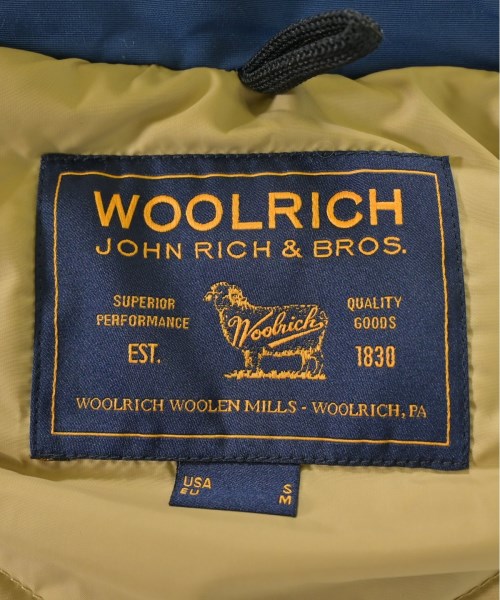 WOOLRICH
JOHN RICH & BROS.
SUPERIOR
PERFORMANCE
EST.
Woolrich
QUALITY
GOODS
1830
WOOLRICH WOOLEN MILLS - WOOLRICH, PA
USA S
EU M